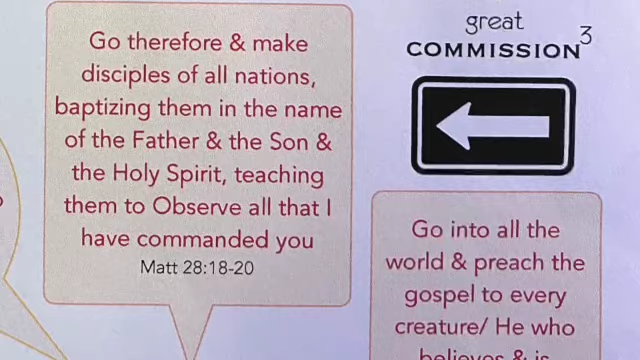 Go therefore & make
disciples of all nations,
baptizing them in the name
of the Father & the Son &
the Holy Spirit, teaching
them to Observe all that I
have commanded you
Matt 28:18-20
great
COMMISSION³
Go into all the
world & preach the
gospel to every
creature/ He who
believes & is